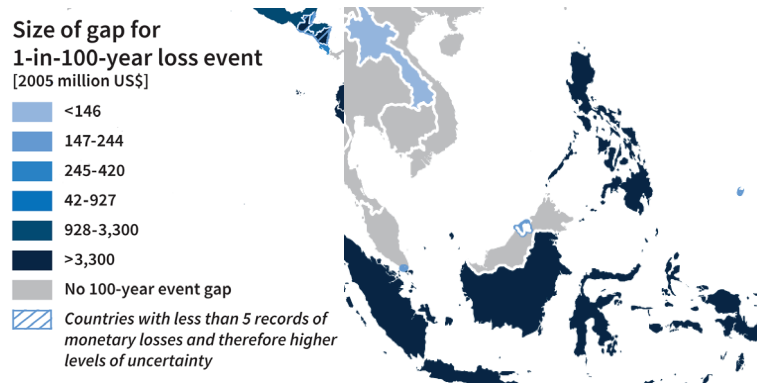 Size of gap for
1-in-100-year loss event
[2005 million US$]
<146
147-244
245-420
42-927
928-3,300
>3,300
No 100-year event gap
Countries with less than 5 records of
monetary losses and therefore higher
levels of uncertainty